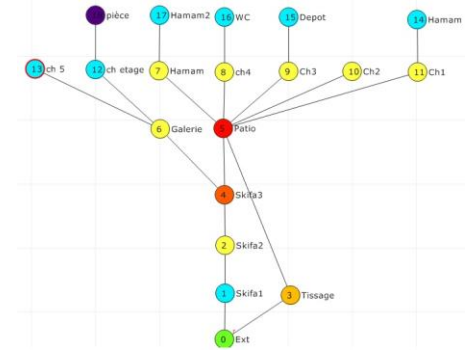 pièce 17 Hamam2 16 WC 15 Depot 14 Hamam
13 ch 5 12 ch etage 7 Hamam 8 ch4 9 Ch3 10 Ch2 11 Ch1
6 Galerie Patio
4 Skifa3
2 Skifa2
1 Skifa1 3 Tissage
0 Ext